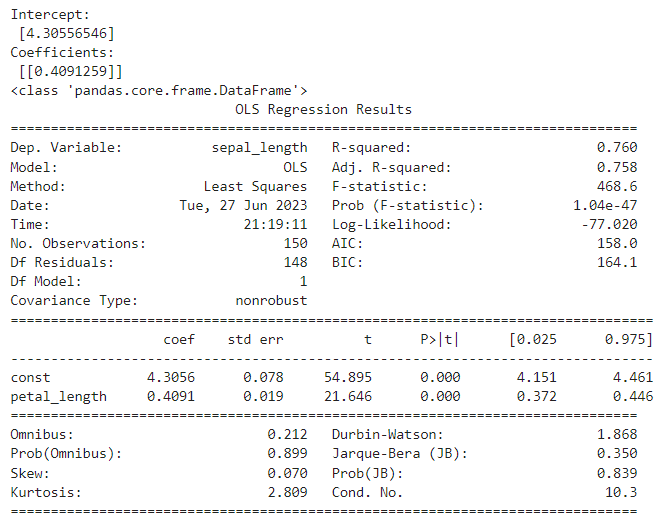 Intercept:
 [4.30556546]
Coefficients:
 [[0.4091259]]
<class 'pandas.core.frame.DataFrame'>
                            OLS Regression Results
==============================================================================
Dep. Variable:           sepal_length   R-squared:                       0.760
Model:                            OLS   Adj. R-squared:                  0.758
Method:                 Least Squares   F-statistic:                     468.6
Date:                Tue, 27 Jun 2023   Prob (F-statistic):           1.04e-47
Time:                        21:19:11   Log-Likelihood:                -77.020
No. Observations:                 150   AIC:                             158.0
Df Residuals:                     148   BIC:                             164.1
Df Model:                           1
Covariance Type:            nonrobust
================================================================================
                   coef    std err          t      P>|t|      [0.025      0.975]
--------------------------------------------------------------------------------
const            4.3056      0.078     54.895      0.000       4.151       4.461
petal_length     0.4091      0.019     21.646      0.000       0.372       0.446
==============================================================================
Omnibus:                        0.212   Durbin-Watson:                   1.868
Prob(Omnibus):                  0.899   Jarque-Bera (JB):                0.350
Skew:                           0.070   Prob(JB):                        0.839
Kurtosis:                       2.809   Cond. No.                         10.3
==============================================================================